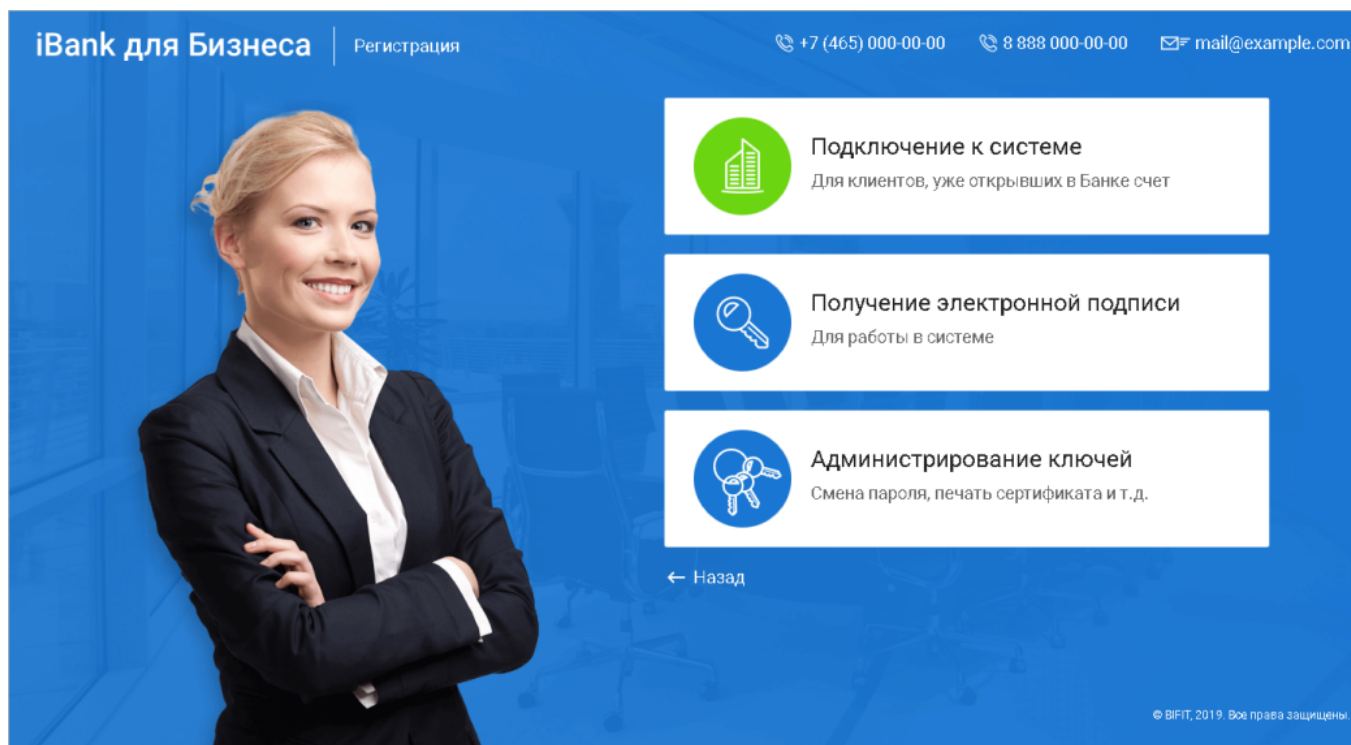 iBank для Бизнеса
Регистрация
+7 (465) 000-00-00
8 888 000-00-00
mail@example.com
Подключение к системе
Для клиентов, уже открывших в Банке счет
Получение электронной подписи
Для работы в системе
Администрирование ключей
Смена пароля, печать сертификата и т.д.
← Назад
© BIFIT, 2019. Все права защищены.